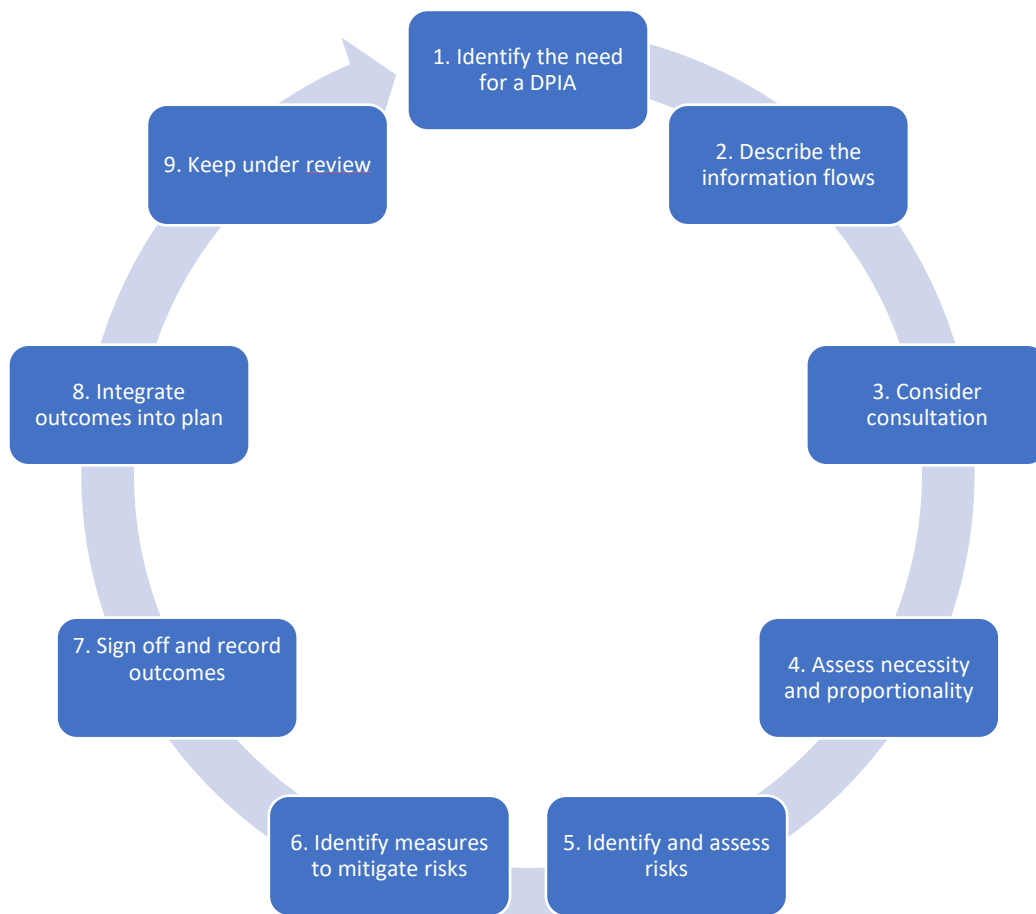 1. Identify the need
for a DPIA
2. Describe the
information flows
3. Consider
consultation
4. Assess necessity
and proportionality
5. Identify and assess
risks
6. Identify measures
to mitigate risks
7. Sign off and record
outcomes
8. Integrate
outcomes into plan
9. Keep under review